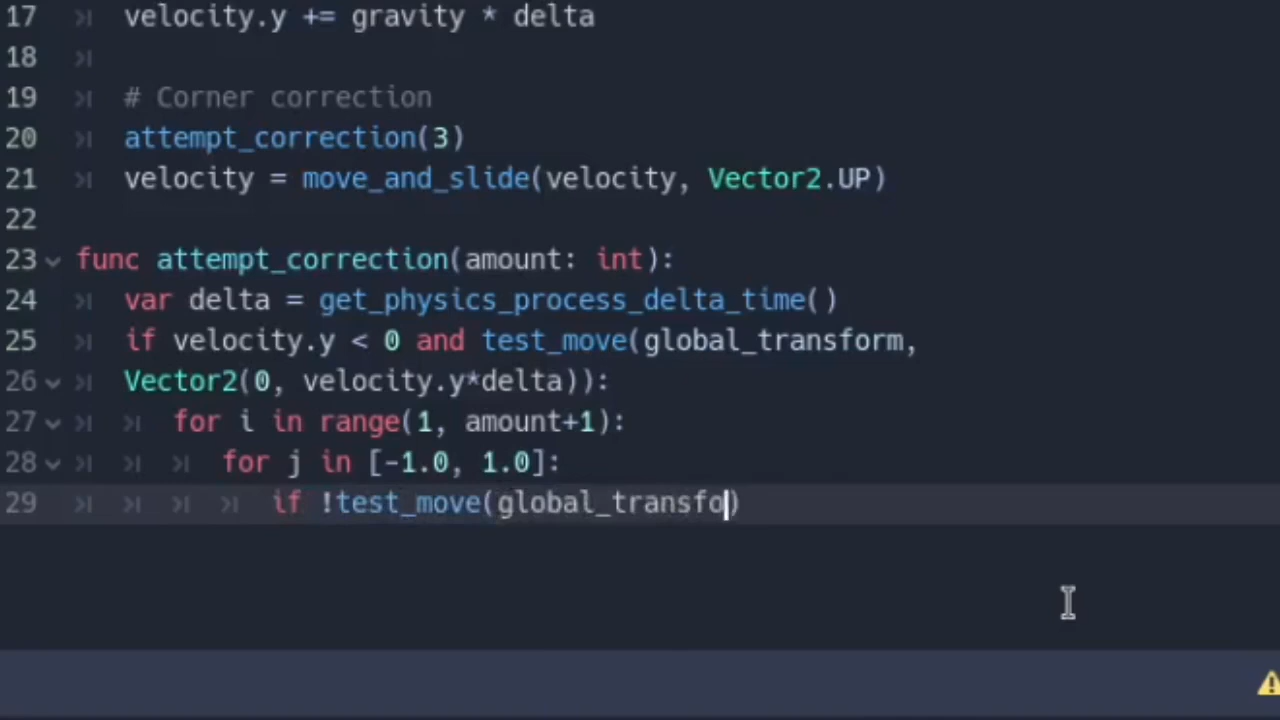 17 velocity.y += gravity * delta
18
19 # Corner correction
20 attempt_correction(3)
21 velocity = move_and_slide(velocity, Vector2.UP)
22
23 func attempt_correction(amount: int):
24 var delta = get_physics_process_delta_time()
25 if velocity.y < 0 and test_move(global_transform,
26 Vector2(0, velocity.y*delta)):
27 for i in range(1, amount+1):
28 for j in [-1.0, 1.0]:
29 if !test_move(global_transfo)